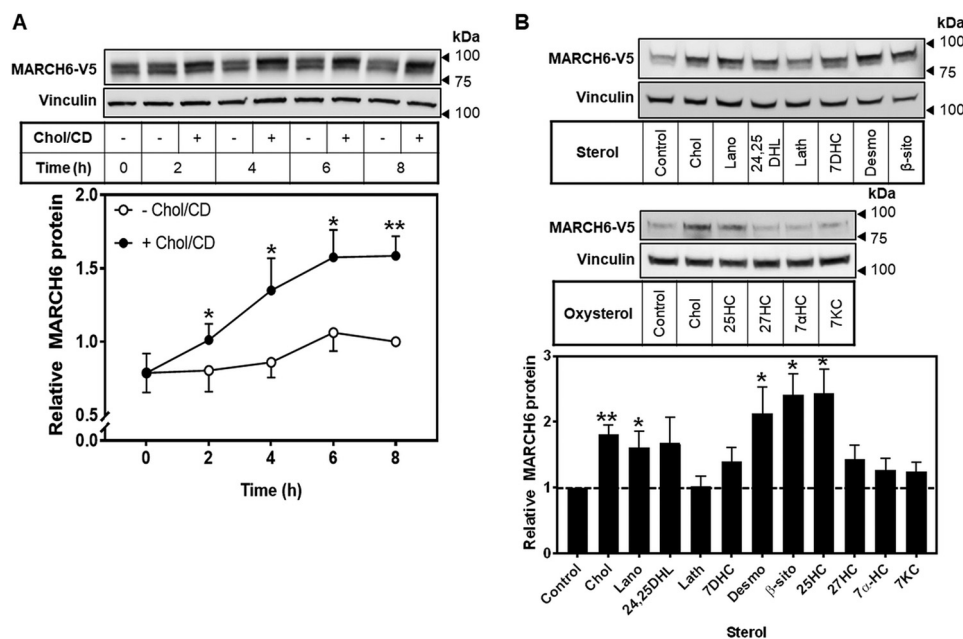 A
kDa
MARCH6-V5
100
75
Vinculin
100
Chol/CD - - + - + - + - +
Time (h) 0 2 4 6 8
Relative MARCH6 protein
2.0
1.5
1.0
0.5
0.0
- Chol/CD
+ Chol/CD
*
*
*
**
0 2 4 6 8
Time (h)
B
kDa
MARCH6-V5
100
75
Vinculin
100
Sterol Control Chol Lano 24,25 DHL Lath 7DHC Desmo β-sito
kDa
MARCH6-V5
100
75
Vinculin
100
Oxysterol Control Chol 25HC 27HC 7αHC 7KC
Relative MARCH6 protein
3
2
1
0
** * * * *
Control Chol Lano 24,25DHL Lath 7DHC Desmo β-sito 25HC 27HC 7α-HC 7KC
Sterol